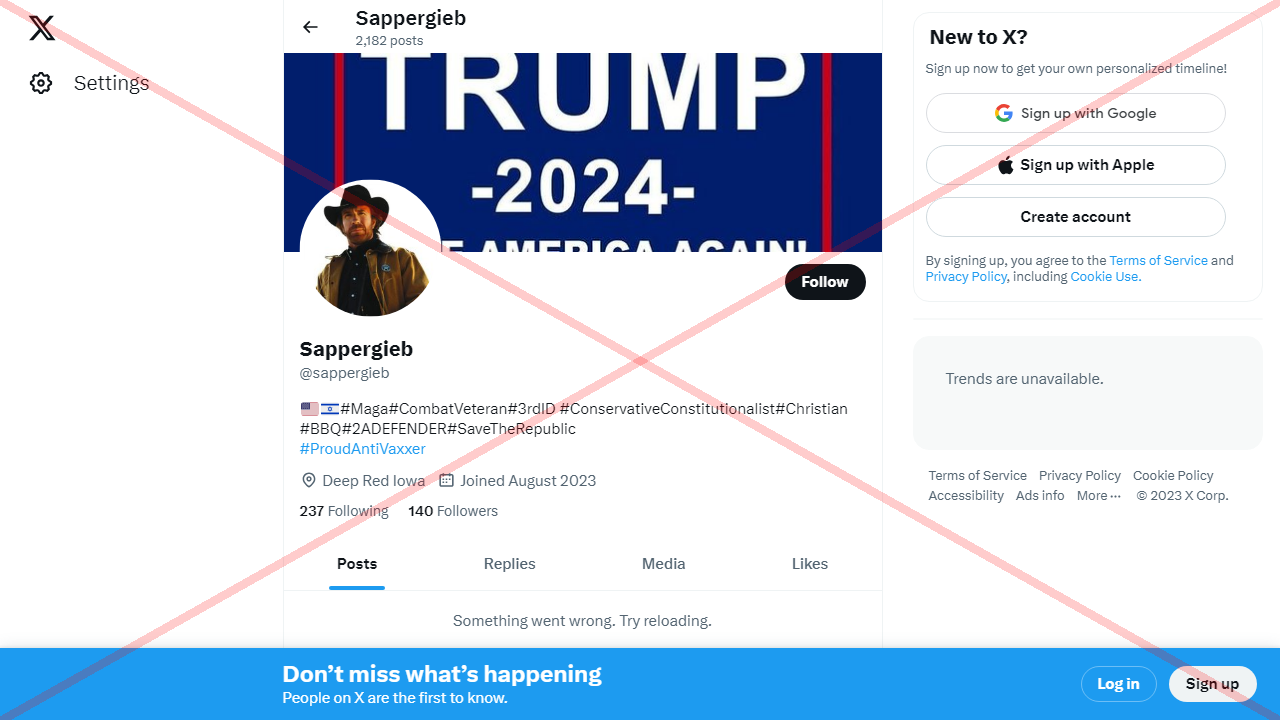 Settings
Sappergieb
2,182 posts
TRUMP
-2024-
E AMERICA AGAIN!
Follow
Sappergieb
@sappergieb
🇺🇸🇮🇱#Maga#CombatVeteran#3rdID #ConservativeConstitutionalist#Christian
#BBQ#2ADEFENDER#SaveTheRepublic
#ProudAntiVaxxer
Deep Red Iowa Joined August 2023
237 Following 140 Followers
Posts Replies Media Likes
Something went wrong. Try reloading.
New to X?
Sign up now to get your own personalized timeline!
Sign up with Google
Sign up with Apple
Create account
By signing up, you agree to the Terms of Service and
Privacy Policy, including Cookie Use.
Trends are unavailable.
Terms of Service Privacy Policy Cookie Policy
Accessibility Ads info More ··· © 2023 X Corp.
Don’t miss what’s happening
People on X are the first to know.
Log in Sign up